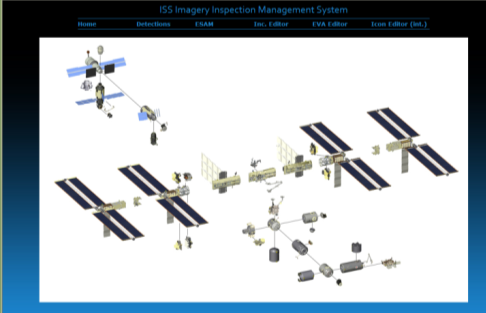 ISS Imagery Inspection Management System
Home Detections ESAM Inc. Editor EVA Editor Icon Editor (int.)